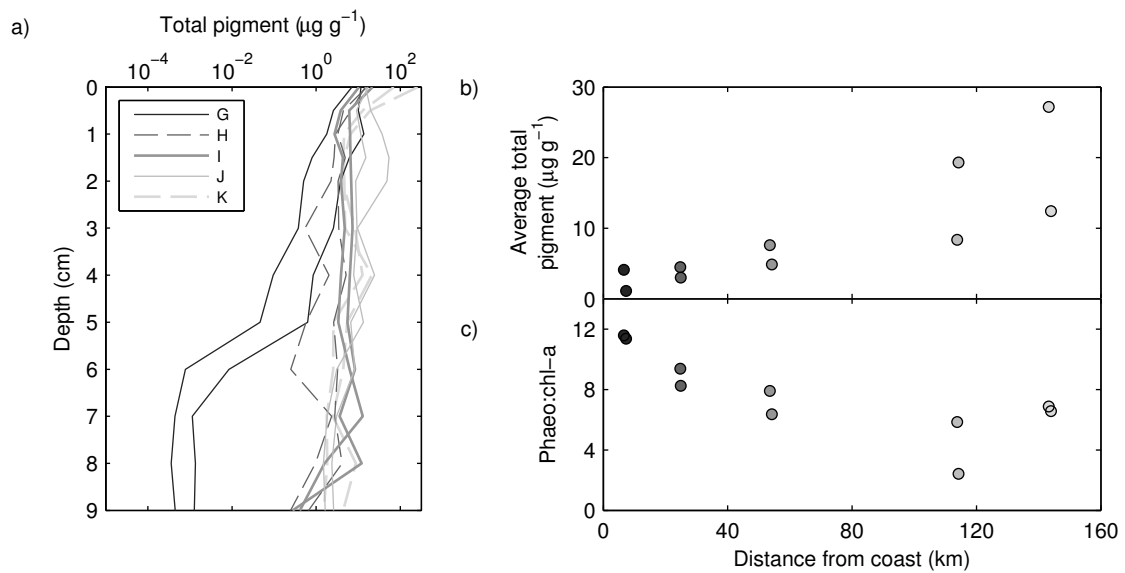 a)
Total pigment (μg g⁻¹)
10⁻⁴ 10⁻² 10⁰ 10²
0
1
2
3
4
5
6
7
8
9
Depth (cm)
G
H
I
J
K
b)
Average total
pigment (μg g⁻¹)
30
20
10
0
c)
Phaeo:chl−a
12
8
4
0
0 40 80 120 160
Distance from coast (km)